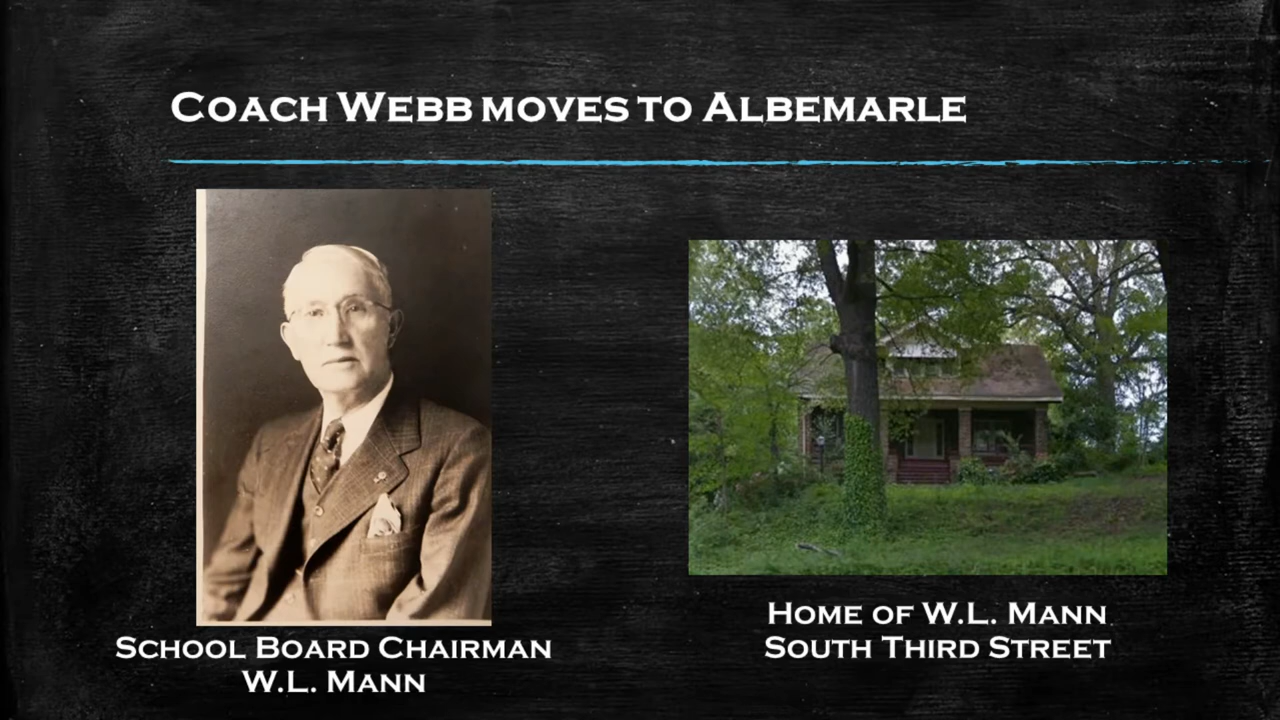 Coach Webb moves to Albemarle
School Board Chairman
W.L. Mann
Home of W.L. Mann
South Third Street